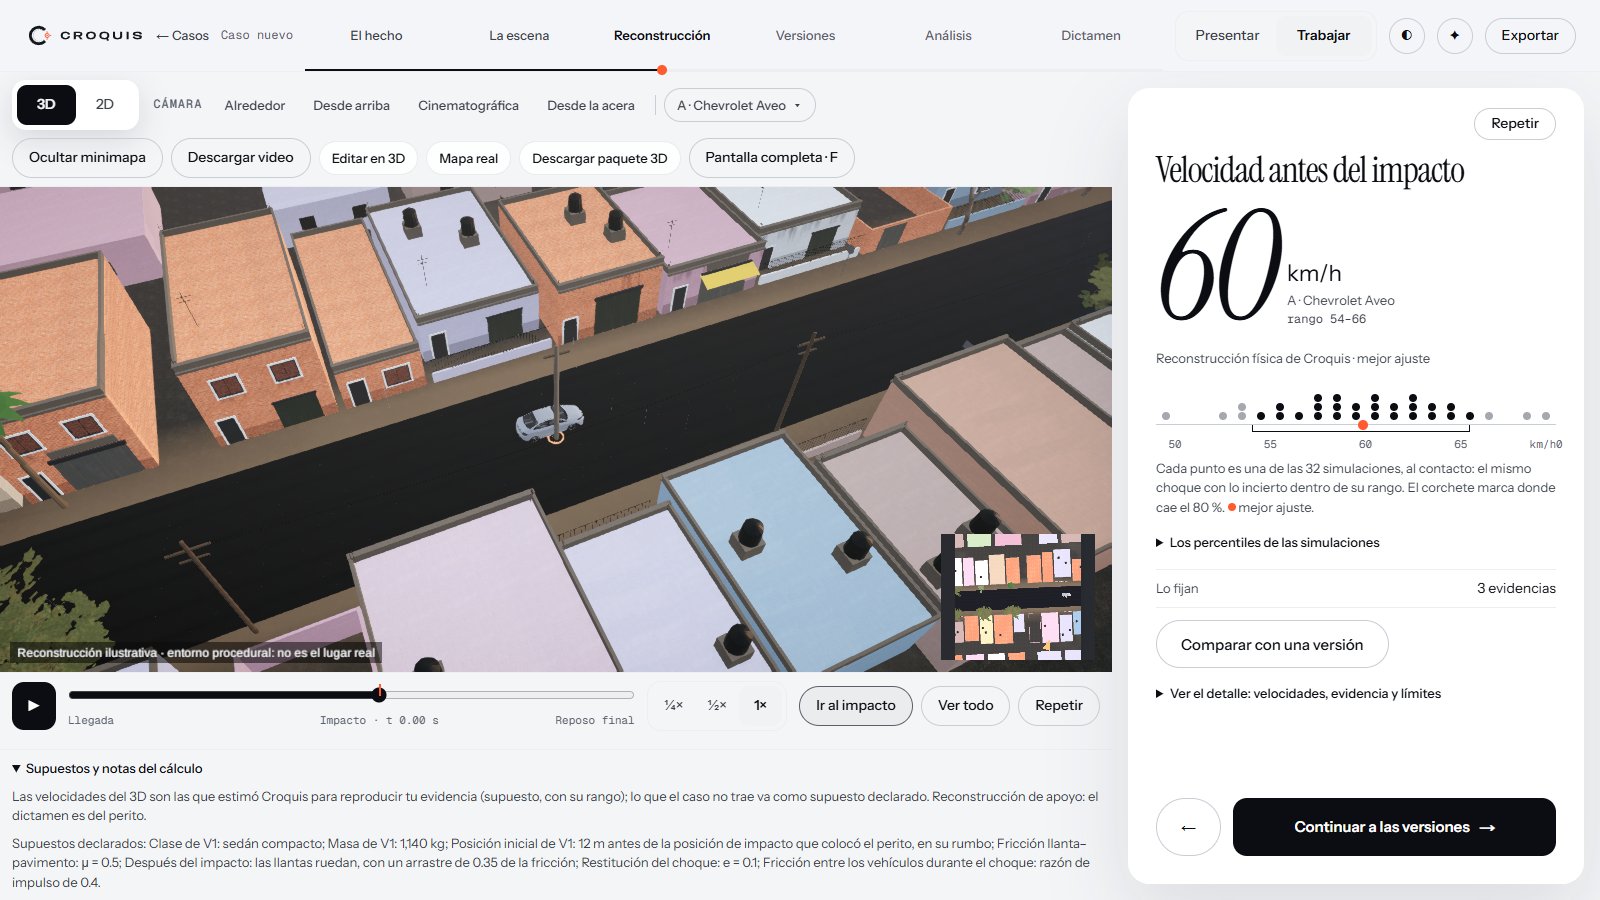 CROQUIS
← Casos
Caso nuevo
El hecho
La escena
Reconstrucción
Versiones
Análisis
Dictamen
Presentar
Trabajar
Exportar
3D
2D
CÁMARA
Alrededor
Desde arriba
Cinematográfica
Desde la acera
A · Chevrolet Aveo
Ocultar minimapa
Descargar video
Editar en 3D
Mapa real
Descargar paquete 3D
Pantalla completa · F
Reconstrucción ilustrativa - entorno procedural: no es el lugar real
Llegada
Impacto · t 0.00 s
Reposo final
¼×
½×
1×
Ir al impacto
Ver todo
Repetir
▼ Supuestos y notas del cálculo
Las velocidades del 3D son las que estimó Croquis para reproducir tu evidencia (supuesto, con su rango); lo que el caso no trae va como supuesto declarado. Reconstrucción de apoyo: el
dictamen es del perito.
Supuestos declarados: Clase de V1: sedán compacto; Masa de V1: 1,140 kg; Posición inicial de V1: 12 m antes de la posición de impacto que colocó el perito, en su rumbo; Fricción llanta–
pavimento: μ = 0.5; Después del impacto: las llantas ruedan, con un arrastre de 0.35 de la fricción; Restitución del choque: e = 0.1; Fricción entre los vehículos durante el choque: razón de
impulso de 0.4.
Repetir
Velocidad antes del impacto
60 km/h
A · Chevrolet Aveo
rango 54–66
Reconstrucción física de Croquis · mejor ajuste
50
55
60
65
km/h0
Cada punto es una de las 32 simulaciones, al contacto: el mismo
choque con lo incierto dentro de su rango. El corchete marca donde
cae el 80 %. ● mejor ajuste.
▶ Los percentiles de las simulaciones
Lo fijan
3 evidencias
Comparar con una versión
▶ Ver el detalle: velocidades, evidencia y límites
←
Continuar a las versiones →